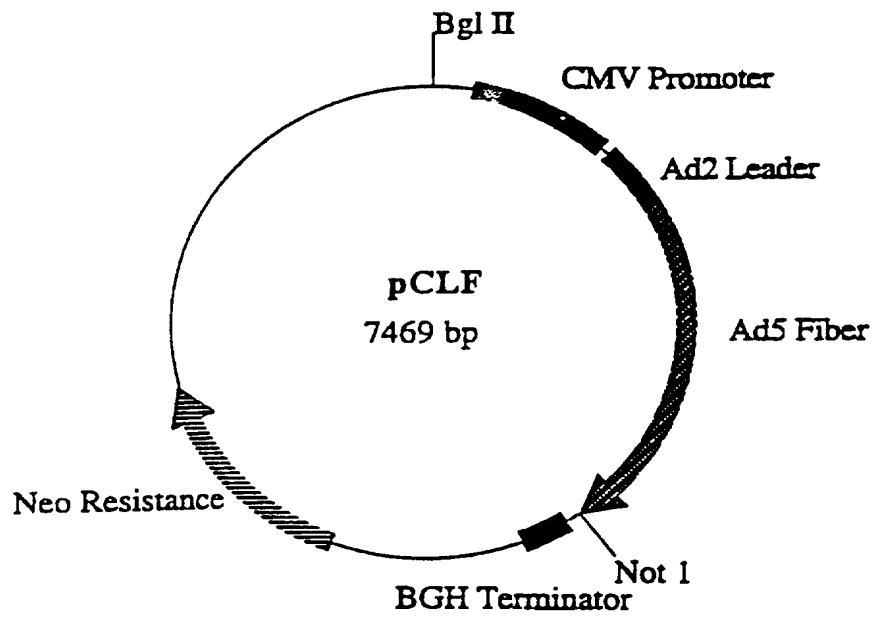 Bgl II
CMV Promoter
Ad2 Leader
pCLF
7469 bp
Ad5 Fiber
Neo Resistance
Not 1
BGH Terminator